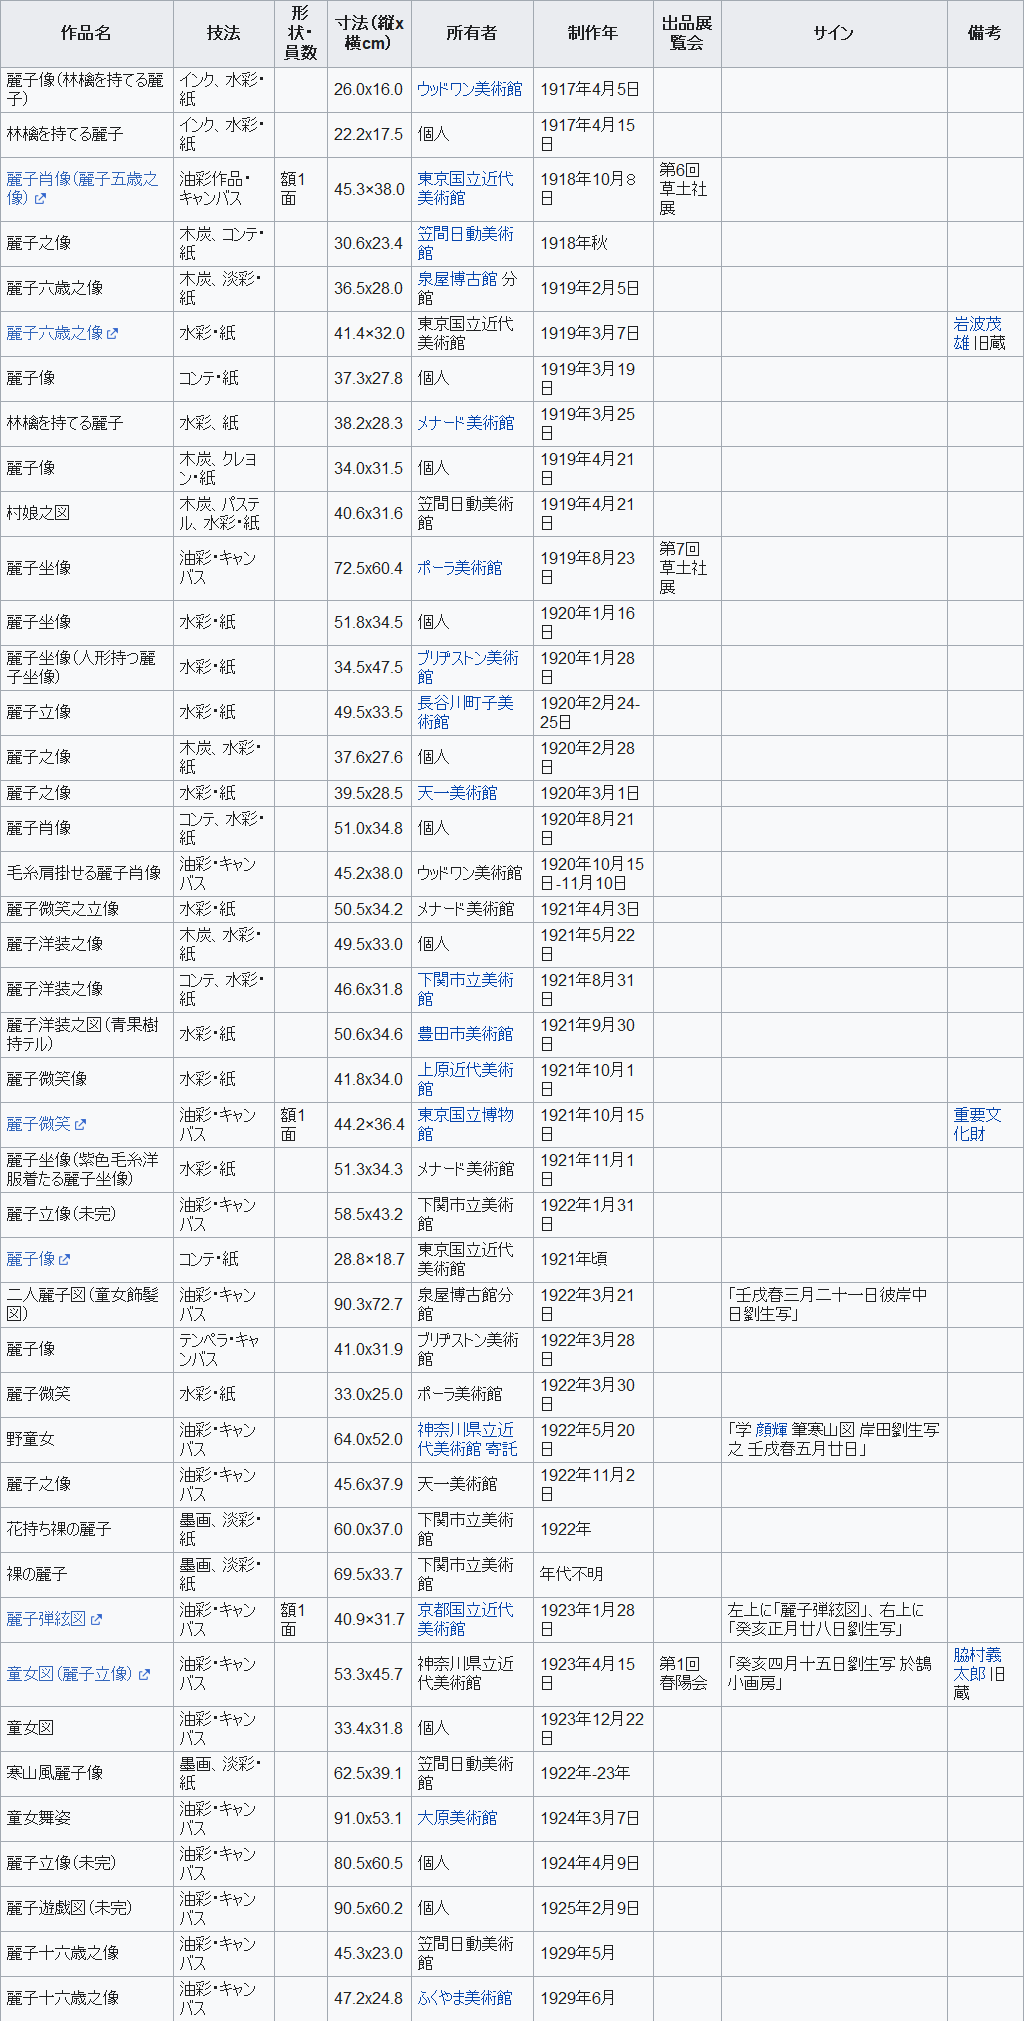 作品名 技法 形状・員数 寸法(縦x横cm) 所有者 制作年 出品展覧会 サイン 備考
麗子像(林檎を持てる麗子) インク、水彩・紙 26.0x16.0 ウッドワン美術館 1917年4月5日
林檎を持てる麗子 インク、水彩・紙 22.2x17.5 個人 1917年4月15日
麗子肖像(麗子五歳之像) 油彩作品・キャンバス 額1面 45.3×38.0 東京国立近代美術館 1918年10月8日 第6回草土社展
麗子之像 木炭、コンテ・紙 30.6x23.4 笠間日動美術館 1918年秋
麗子六歳之像 木炭、淡彩・紙 36.5x28.0 泉屋博古館 分館 1919年2月5日
麗子六歳之像 水彩・紙 41.4×32.0 東京国立近代美術館 1919年3月7日 岩波茂雄 旧蔵
麗子像 コンテ・紙 37.3x27.8 個人 1919年3月19日
林檎を持てる麗子 水彩、紙 38.2x28.3 メナード美術館 1919年3月25日
麗子像 木炭、クレヨン・紙 34.0x31.5 個人 1919年4月21日
村娘之図 木炭、パステル、水彩・紙 40.6x31.6 笠間日動美術館 1919年4月21日
麗子坐像 油彩・キャンバス 72.5x60.4 ポーラ美術館 1919年8月23日 第7回草土社展
麗子坐像 水彩・紙 51.8x34.5 個人 1920年1月16日
麗子坐像(人形持つ麗子坐像) 水彩・紙 34.5x47.5 ブリヂストン美術館 1920年1月28日
麗子立像 水彩・紙 49.5x33.5 長谷川町子美術館 1920年2月24-25日
麗子之像 木炭、水彩・紙 37.6x27.6 個人 1920年2月28日
麗子之像 水彩・紙 39.5x28.5 天一美術館 1920年3月1日
麗子肖像 コンテ、水彩・紙 51.0x34.8 個人 1920年8月21日
毛糸肩掛せる麗子肖像 油彩・キャンバス 45.2x38.0 ウッドワン美術館 1920年10月15日-11月10日
麗子微笑之立像 水彩・紙 50.5x34.2 メナード美術館 1921年4月3日
麗子洋装之像 木炭、水彩・紙 49.5x33.0 個人 1921年5月22日
麗子洋装之像 コンテ、水彩・紙 46.6x31.8 下関市立美術館 1921年8月31日
麗子洋装之図(青果樹持テル) 水彩・紙 50.6x34.6 豊田市美術館 1921年9月30日
麗子微笑像 水彩・紙 41.8x34.0 上原近代美術館 1921年10月1日
麗子微笑 油彩・キャンバス 額1面 44.2×36.4 東京国立博物館 1921年10月15日 重要文化財
麗子坐像(紫色毛糸洋服着たる麗子坐像) 水彩・紙 51.3x34.3 メナード美術館 1921年11月1日
麗子立像(未完) 油彩・キャンバス 58.5x43.2 下関市立美術館 1922年1月31日
麗子像 コンテ・紙 28.8×18.7 東京国立近代美術館 1921年頃
二人麗子図(童女飾髪図) 油彩・キャンバス 90.3x72.7 泉屋博古館分館 1922年3月21日 「壬戌春三月二十一日彼岸中日劉生写」
麗子像 テンペラ・キャンバス 41.0x31.9 ブリヂストン美術館 1922年3月28日
麗子微笑 水彩・紙 33.0x25.0 ポーラ美術館 1922年3月30日
野童女 油彩・キャンバス 64.0x52.0 神奈川県立近代美術館 寄託 1922年5月20日 「学 顔輝 筆寒山図 岸田劉生写之 壬戌春五月廿日」
麗子之像 油彩・キャンバス 45.6x37.9 天一美術館 1922年11月2日
花持ち裸の麗子 墨画、淡彩・紙 60.0x37.0 下関市立美術館 1922年
裸の麗子 墨画、淡彩・紙 69.5x33.7 下関市立美術館 年代不明
麗子弾絃図 油彩・キャンバス 額1面 40.9×31.7 京都国立近代美術館 1923年1月28日 左上に「麗子弾絃図」、右上に「癸亥正月廿八日劉生写」
童女図(麗子立像) 油彩・キャンバス 53.3x45.7 神奈川県立近代美術館 1923年4月15日 第1回春陽会 「癸亥四月十五日劉生写 於鵠小画房」 脇村義太郎 旧蔵
童女図 油彩・キャンバス 33.4x31.8 個人 1923年12月22日
寒山風麗子像 墨画、淡彩・紙 62.5x39.1 笠間日動美術館 1922年-23年
童女舞姿 油彩・キャンバス 91.0x53.1 大原美術館 1924年3月7日
麗子立像(未完) 油彩・キャンバス 80.5x60.5 個人 1924年4月9日
麗子遊戯図(未完) 油彩・キャンバス 90.5x60.2 個人 1925年2月9日
麗子十六歳之像 油彩・キャンバス 45.3x23.0 笠間日動美術館 1929年5月
麗子十六歳之像 油彩・キャンバス 47.2x24.8 ふくやま美術館 1929年6月